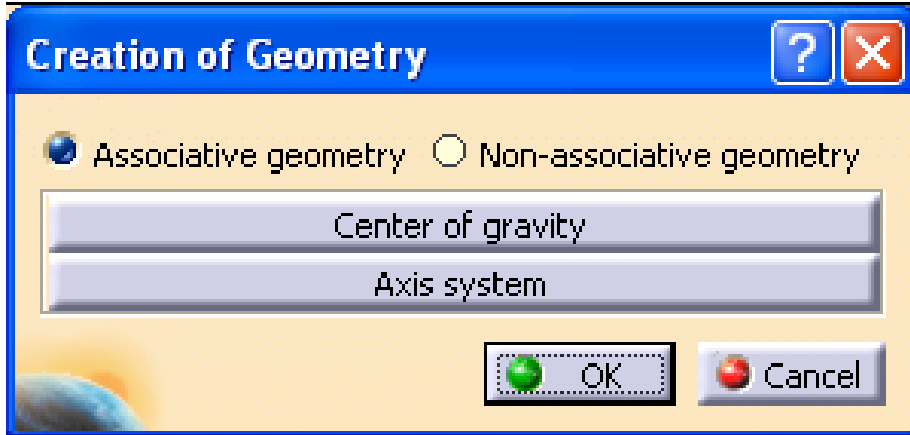 Creation of Geometry ?
Associative geometry Non-associative geometry
Center of gravity
Axis system
OK Cancel